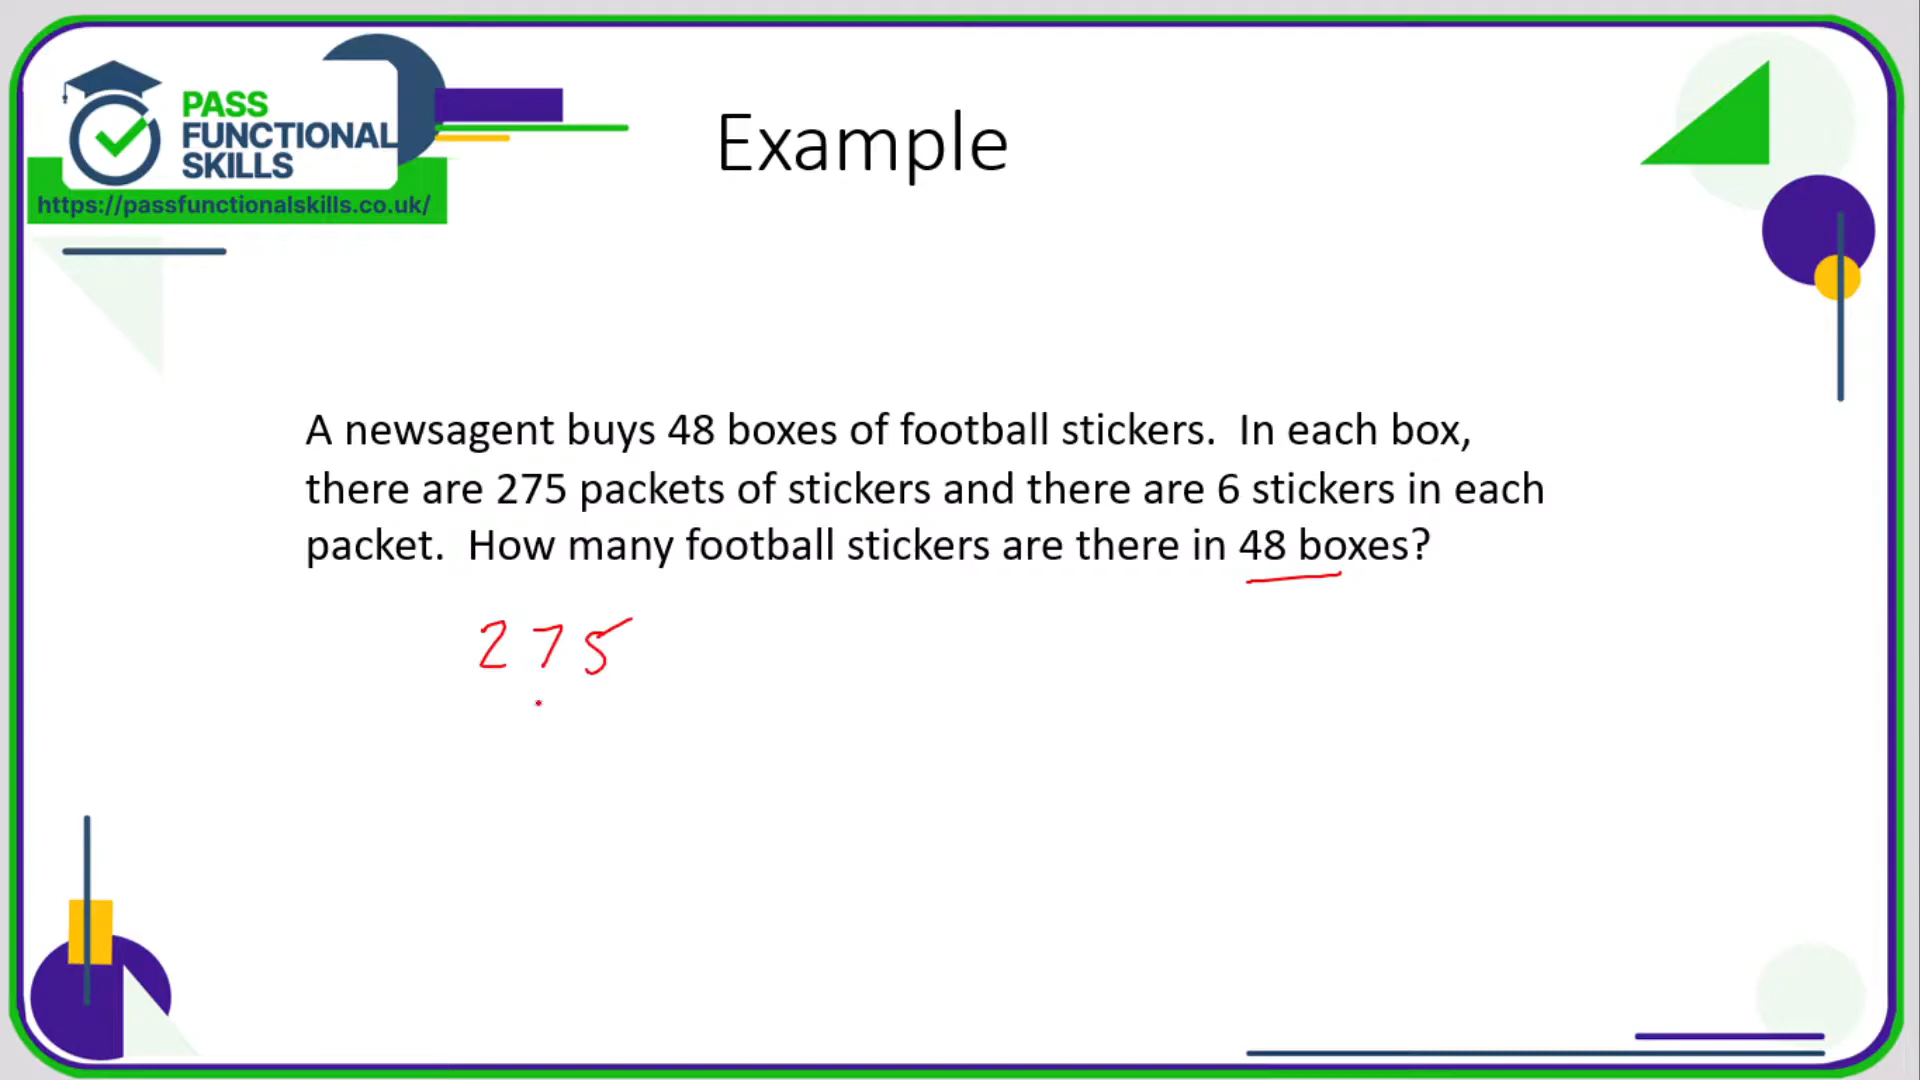 PASS
FUNCTIONAL
SKILLS
https://passfunctionalskills.co.uk/
Example
A newsagent buys 48 boxes of football stickers. In each box,
there are 275 packets of stickers and there are 6 stickers in each
packet. How many football stickers are there in 48 boxes?
275